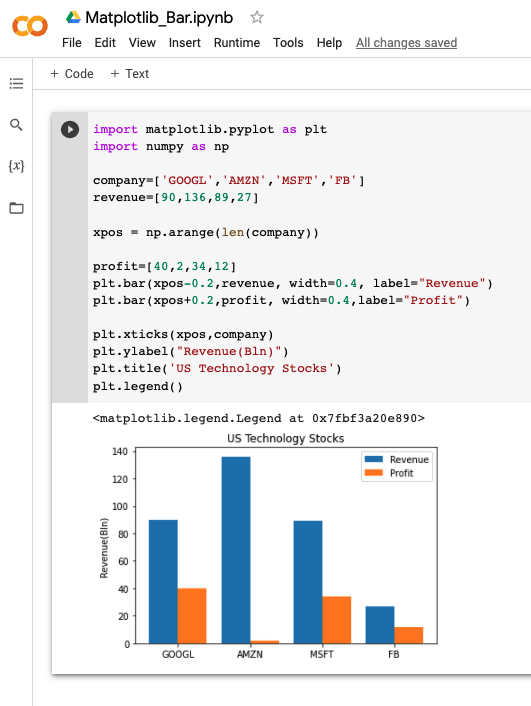 Matplotlib_Bar.ipynb
File Edit View Insert Runtime Tools Help All changes saved
+ Code + Text
{x}
import matplotlib.pyplot as plt
import numpy as np
company=['GOOGL','AMZN','MSFT','FB']
revenue=[90,136,89,27]
xpos = np.arange(len(company))
profit=[40,2,34,12]
plt.bar(xpos-0.2,revenue, width=0.4, label="Revenue")
plt.bar(xpos+0.2,profit, width=0.4,label="Profit")
plt.xticks(xpos,company)
plt.ylabel("Revenue(Bln)")
plt.title('US Technology Stocks')
plt.legend()
<matplotlib.legend.Legend at 0x7fbf3a20e890>
US Technology Stocks
Revenue
Profit
Revenue(Bln)
140
120
100
80
60
40
20
0
GOOGL AMZN MSFT FB